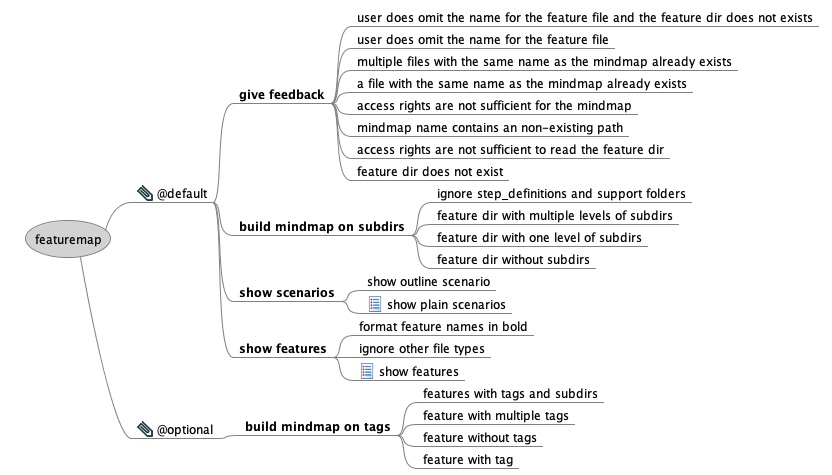 featuremap
@default
give feedback
user does omit the name for the feature file and the feature dir does not exists
user does omit the name for the feature file
multiple files with the same name as the mindmap already exists
a file with the same name as the mindmap already exists
access rights are not sufficient for the mindmap
mindmap name contains an non-existing path
access rights are not sufficient to read the feature dir
feature dir does not exist
build mindmap on subdirs
ignore step_definitions and support folders
feature dir with multiple levels of subdirs
feature dir with one level of subdirs
feature dir without subdirs
show scenarios
show outline scenario
show plain scenarios
show features
format feature names in bold
ignore other file types
show features
@optional
build mindmap on tags
features with tags and subdirs
feature with multiple tags
feature without tags
feature with tag